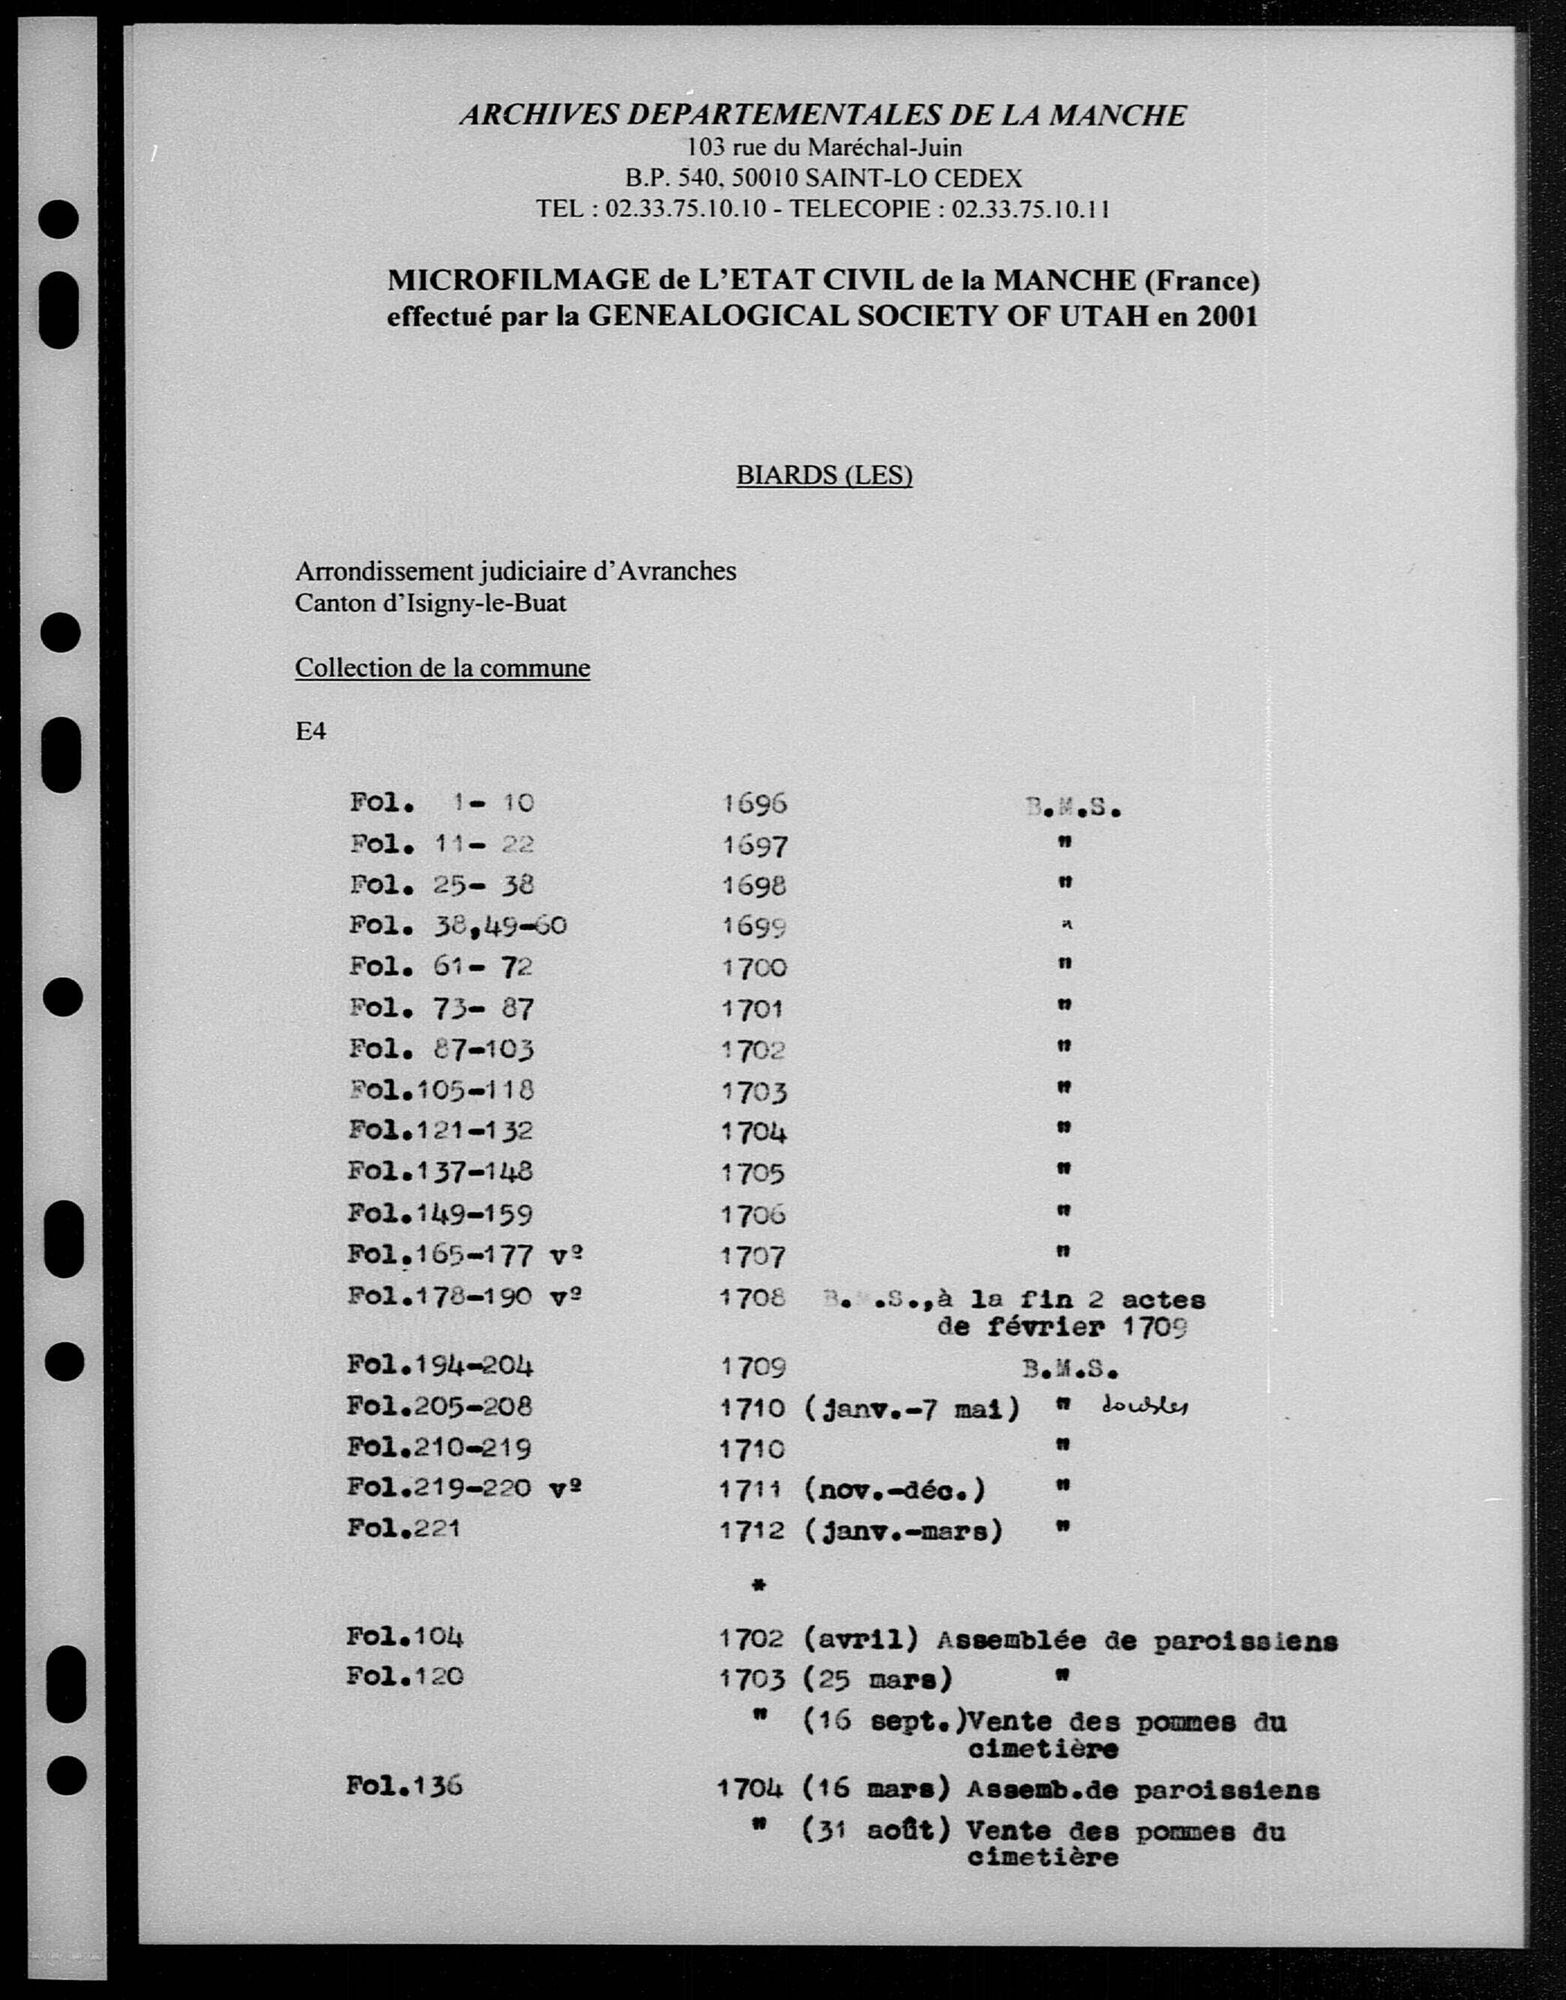 ARCHIVES DEPARTEMENTALES DE LA MANCHE
103 rue du Maréchal-Juin
B.P. 540, 50010 SAINT-LO CEDEX
TEL : 02.33.75.10.10 - TELECOPIE : 02.33.75.10.11
MICROFILMAGE de L'ETAT CIVIL de la MANCHE (France)
effectué par la GENEALOGICAL SOCIETY OF UTAH en 2001
BIARDS (LES)
Arrondissement judiciaire d'Avranches
Canton d'Isigny-le-Buat
Collection de la commune
E4
Fol. 1- 10 1696 B.M.S.
Fol. 11- 22 1697 "
Fol. 25- 38 1698 "
Fol. 38,49-60 1699 "
Fol. 61- 72 1700 "
Fol. 73- 87 1701 "
Fol. 87-103 1702 "
Fol.105-118 1703 "
Fol.121-132 1704 "
Fol.137-148 1705 "
Fol.149-159 1706 "
Fol.165-177 vº 1707 "
Fol.178-190 vº 1708 B.M.S.,à la fin 2 actes
de février 1709
Fol.194-204 1709 B.M.S.
Fol.205-208 1710 (janv.-7 mai) " doubles
Fol.210-219 1710 "
Fol.219-220 vº 1711 (nov.-déc.) "
Fol.221 1712 (janv.-mars) "
*
Fol.104 1702 (avril) Assemblée de paroissiens
Fol.120 1703 (25 mars) "
" (16 sept.)Vente des pommes du
cimetière
Fol.136 1704 (16 mars) Assemb.de paroissiens
" (31 août) Vente des pommes du
cimetière